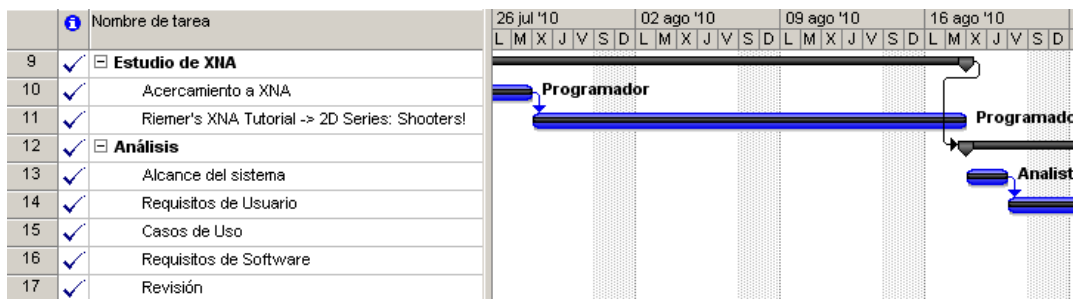 Nombre de tarea
26 jul '10 02 ago '10 09 ago '10 16 ago '10
L M X J V S D L M X J V S D L M X J V S D L M X J V S D
9 Estudio de XNA
10 Acercamiento a XNA Programador
11 Riemer's XNA Tutorial -> 2D Series: Shooters! Programado
12 Análisis
13 Alcance del sistema Analist
14 Requisitos de Usuario
15 Casos de Uso
16 Requisitos de Software
17 Revisión